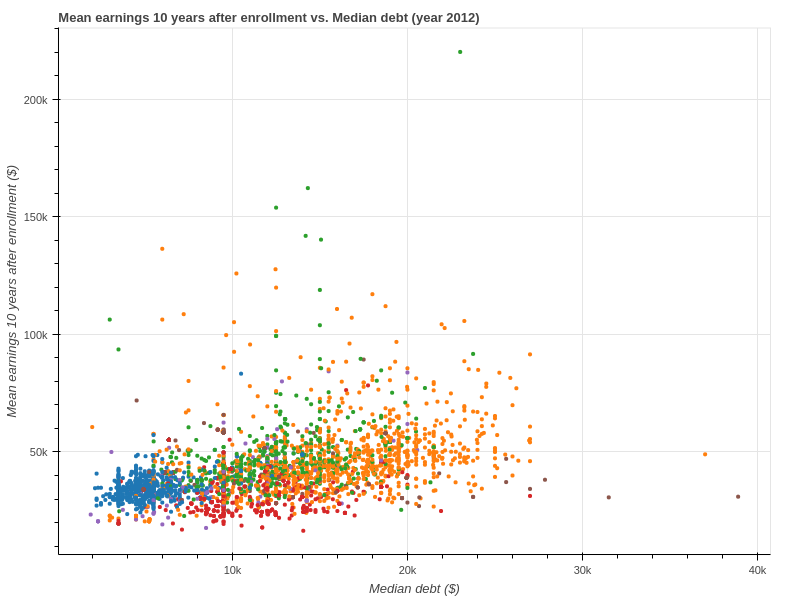 Mean earnings 10 years after enrollment vs. Median debt (year 2012)
Mean earnings 10 years after enrollment ($)
200k
150k
100k
50k
10k 20k 30k 40k
Median debt ($)